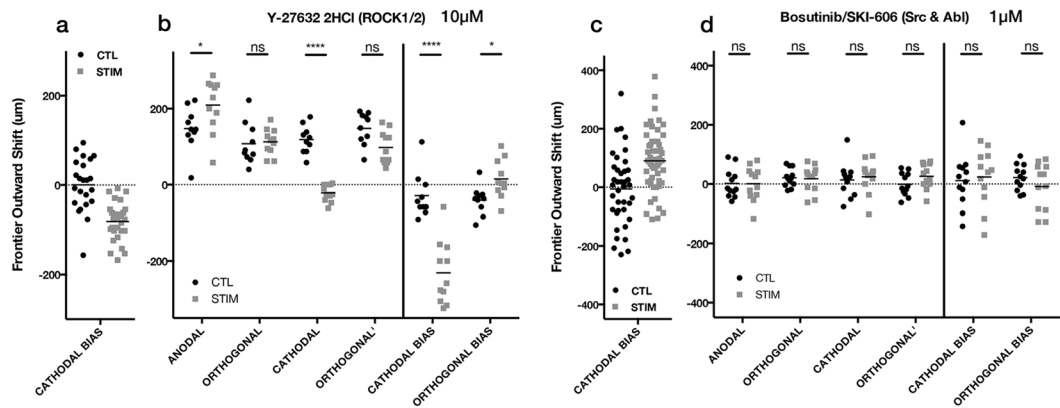 a
Frontier Outward Shift (um)
200
0
-200
CTL
STIM
CATHODAL BIAS
b
Y-27632 2HCl (ROCK1/2) 10µM
* ns **** ns **** *
200
0
-200
CTL
STIM
ANODAL
ORTHOGONAL
CATHODAL
ORTHOGONAL'
CATHODAL BIAS
ORTHOGONAL BIAS
c
Frontier Outward Shift (um)
400
200
0
-200
-400
CTL
STIM
CATHODAL BIAS
d
Bosutinib/SKI-606 (Src & Abl) 1µM
ns ns ns ns ns ns
400
200
0
-200
-400
CTL
STIM
ANODAL
ORTHOGONAL
CATHODAL
ORTHOGONAL'
CATHODAL BIAS
ORTHOGONAL BIAS